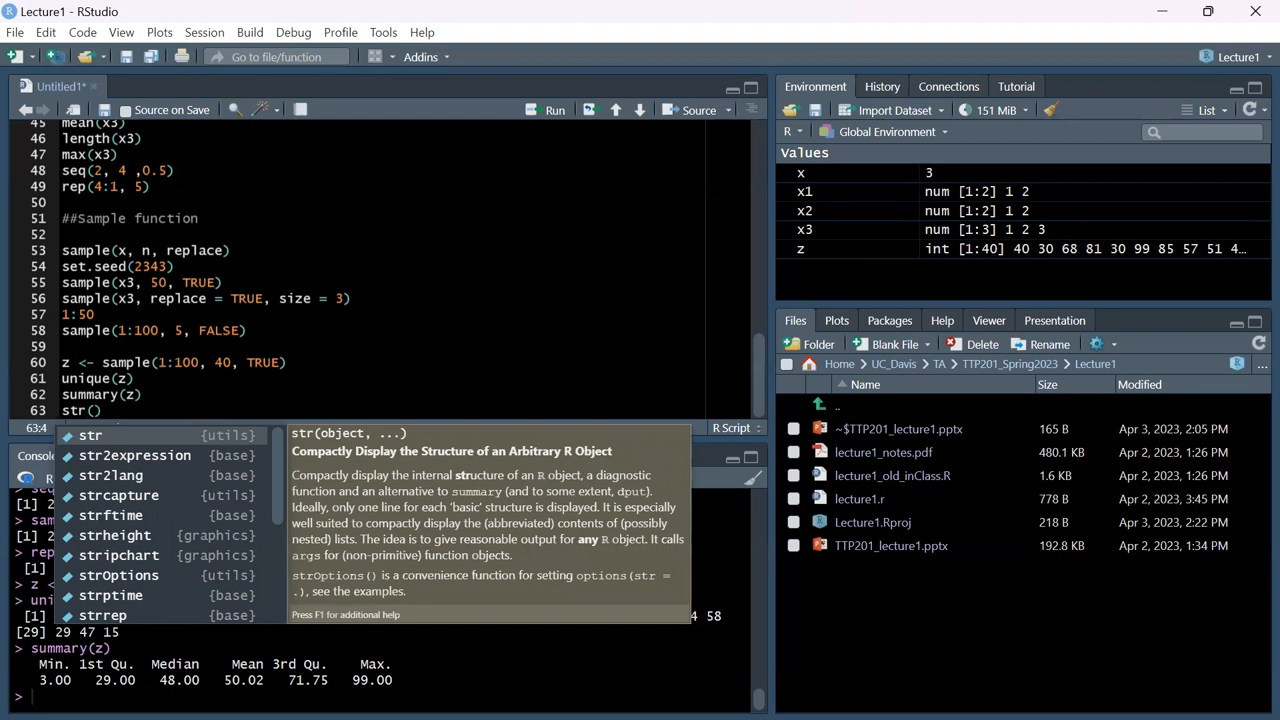 Lecture1 - RStudio
File Edit Code View Plots Session Build Debug Profile Tools Help
Go to file/function Addins Lecture1
Untitled1*
Source on Save Run Source
45 mean(x3)
46 length(x3)
47 max(x3)
48 seq(2, 4 ,0.5)
49 rep(4:1, 5)
50
51 ##Sample function
52
53 sample(x, n, replace)
54 set.seed(2343)
55 sample(x3, 50, TRUE)
56 sample(x3, replace = TRUE, size = 3)
57 1:50
58 sample(1:100, 5, FALSE)
59
60 z <- sample(1:100, 40, TRUE)
61 unique(z)
62 summary(z)
63 str()
63:4 R Script
str {utils}
str2expression {base}
str2lang {base}
strcapture {utils}
strftime {base}
strheight {graphics}
stripchart {graphics}
strOptions {utils}
strptime {base}
strrep {base}
str(object, ...)
Compactly Display the Structure of an Arbitrary R Object
Compactly display the internal structure of an R object, a diagnostic
function and an alternative to summary (and to some extent, dput).
Ideally, only one line for each ‘basic’ structure is displayed. It is especially
well suited to compactly display the (abbreviated) contents of (possibly
nested) lists. The idea is to give reasonable output for any R object. It calls
args for (non-primitive) function objects.
strOptions() is a convenience function for setting options(str =
.), see the examples.
Press F1 for additional help
Console
R
[1] 2
> sam
[1] 2
> rep
[1]
> z <
> uni
[1] 4 58
[29] 29 47 15
> summary(z)
Min. 1st Qu. Median Mean 3rd Qu. Max.
3.00 29.00 48.00 50.02 71.75 99.00
>
Environment History Connections Tutorial
Import Dataset 151 MiB List
R Global Environment
Values
x 3
x1 num [1:2] 1 2
x2 num [1:2] 1 2
x3 num [1:3] 1 2 3
z int [1:40] 40 30 68 81 30 99 85 57 51 4…
Files Plots Packages Help Viewer Presentation
Folder Blank File Delete Rename
Home UC_Davis TA TTP201_Spring2023 Lecture1 ...
Name Size Modified
..
~$TTP201_lecture1.pptx 165 B Apr 3, 2023, 2:05 PM
lecture1_notes.pdf 480.1 KB Apr 2, 2023, 1:26 PM
lecture1_old_inClass.R 1.6 KB Apr 2, 2023, 1:26 PM
lecture1.r 778 B Apr 2, 2023, 3:45 PM
Lecture1.Rproj 218 B Apr 3, 2023, 2:22 PM
TTP201_lecture1.pptx 192.8 KB Apr 2, 2023, 1:34 PM